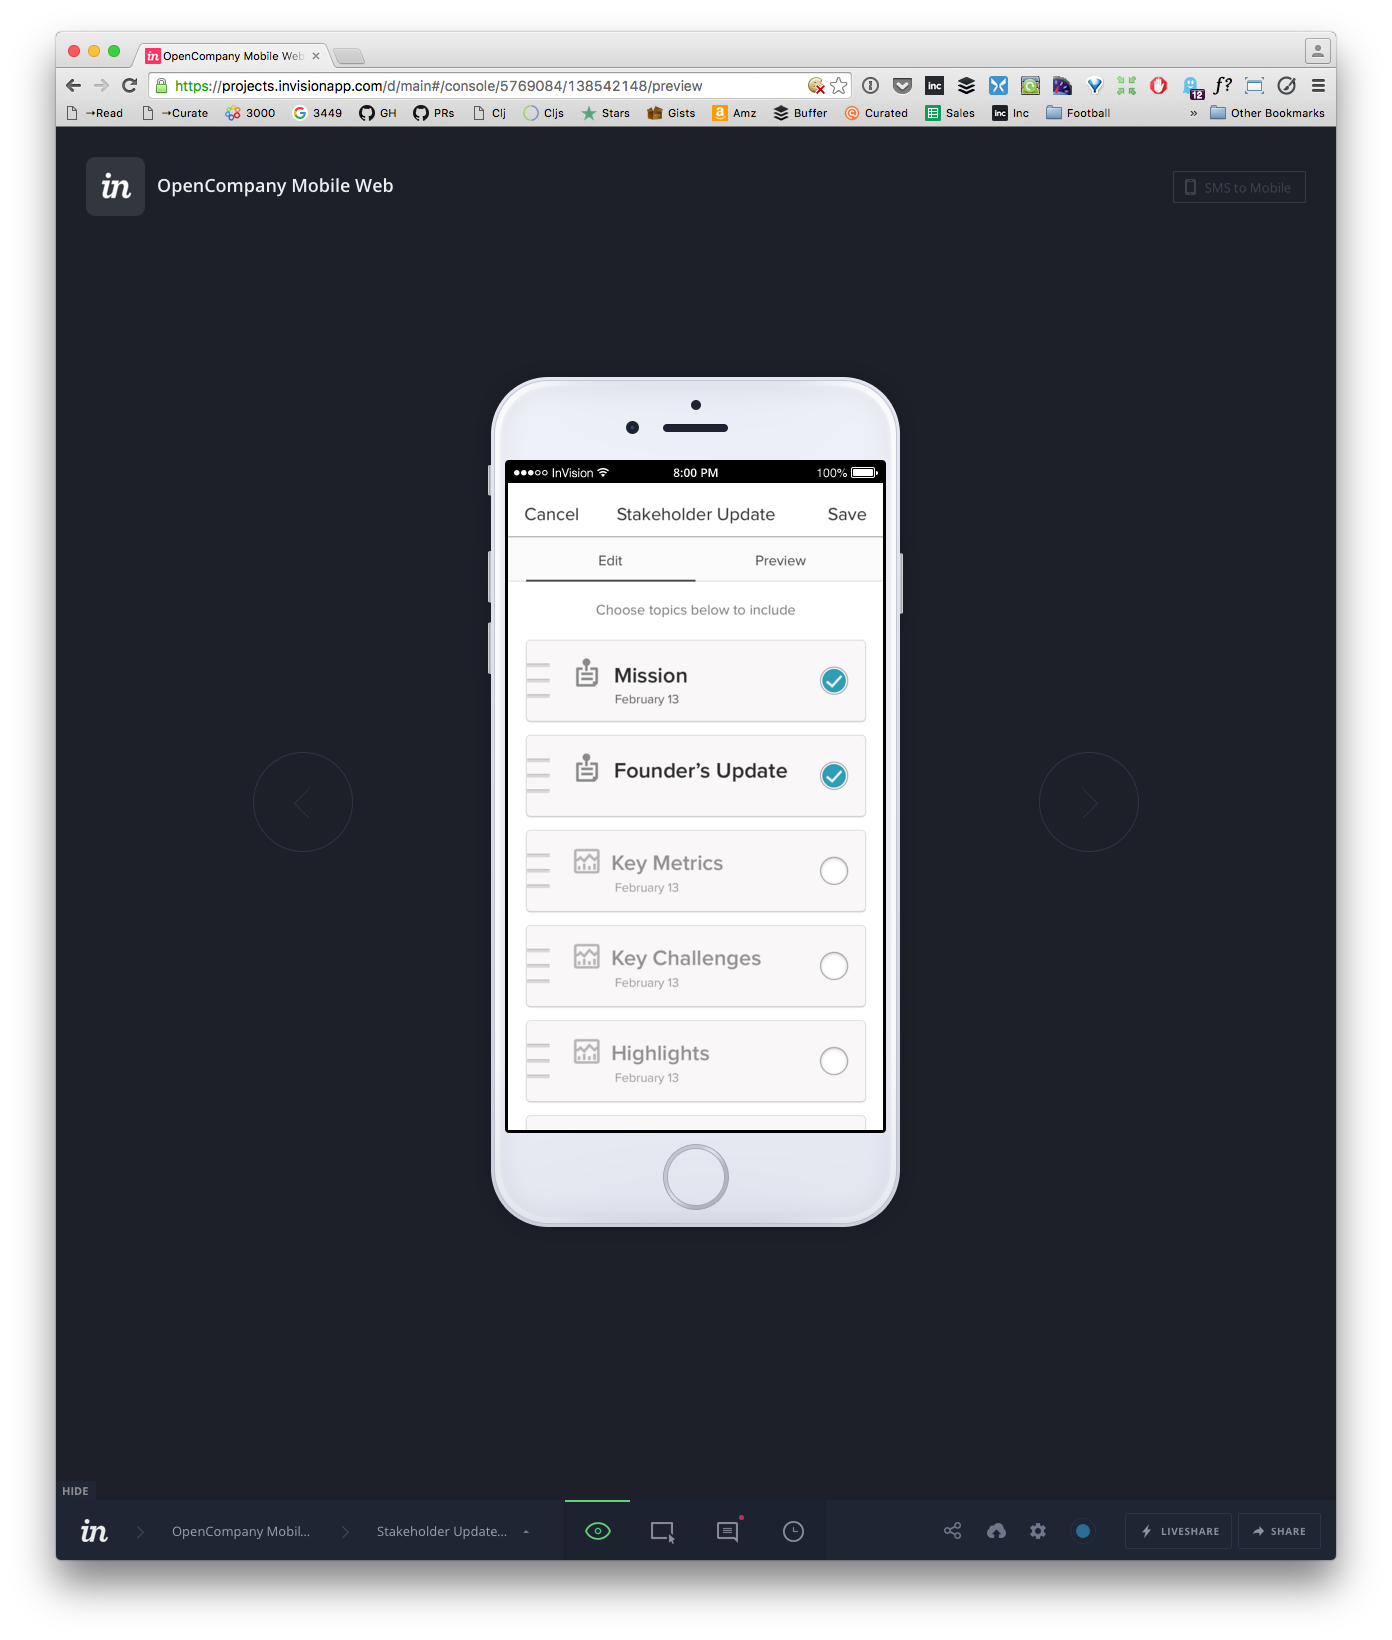 in OpenCompany Mobile Web
https://projects.invisionapp.com/d/main#/console/5769084/138542148/preview
inc
12
f?
→Read →Curate 3000 3449 GH PRs Clj Cljs Stars Gists Amz Buffer Curated Sales Inc Football » Other Bookmarks
in OpenCompany Mobile Web
SMS to Mobile
InVision 8:00 PM 100%
Cancel Stakeholder Update Save
Edit Preview
Choose topics below to include
Mission
February 13
Founder’s Update
Key Metrics
February 13
Key Challenges
February 13
Highlights
February 13
HIDE
in OpenCompany Mobil... Stakeholder Update... LIVESHARE SHARE